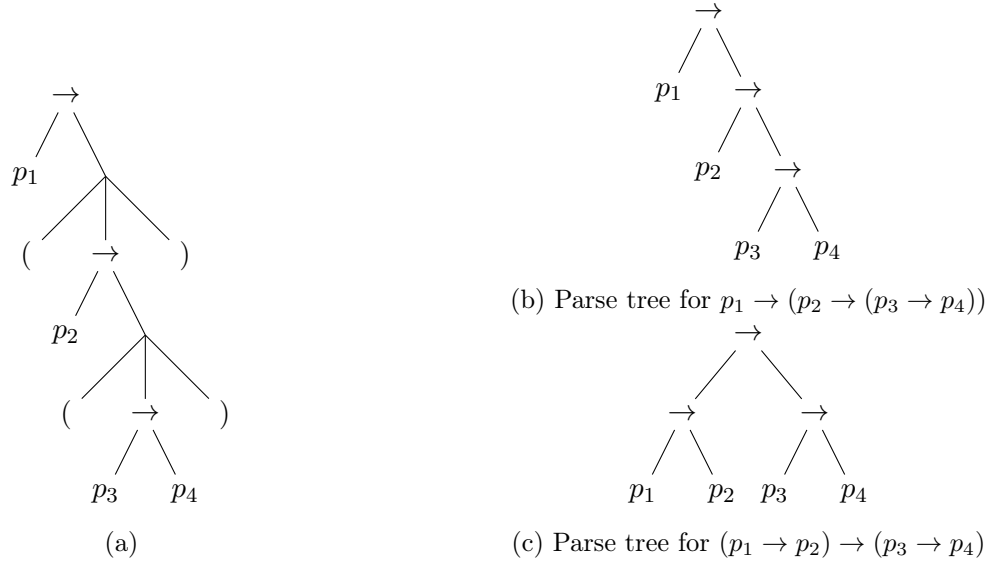 →
p₁
( → )
p₂
( → )
p₃ p₄
(a)
→
p₁ →
p₂ →
p₃ p₄
(b) Parse tree for p₁ → (p₂ → (p₃ → p₄))
→
→ →
p₁ p₂ p₃ p₄
(c) Parse tree for (p₁ → p₂) → (p₃ → p₄)